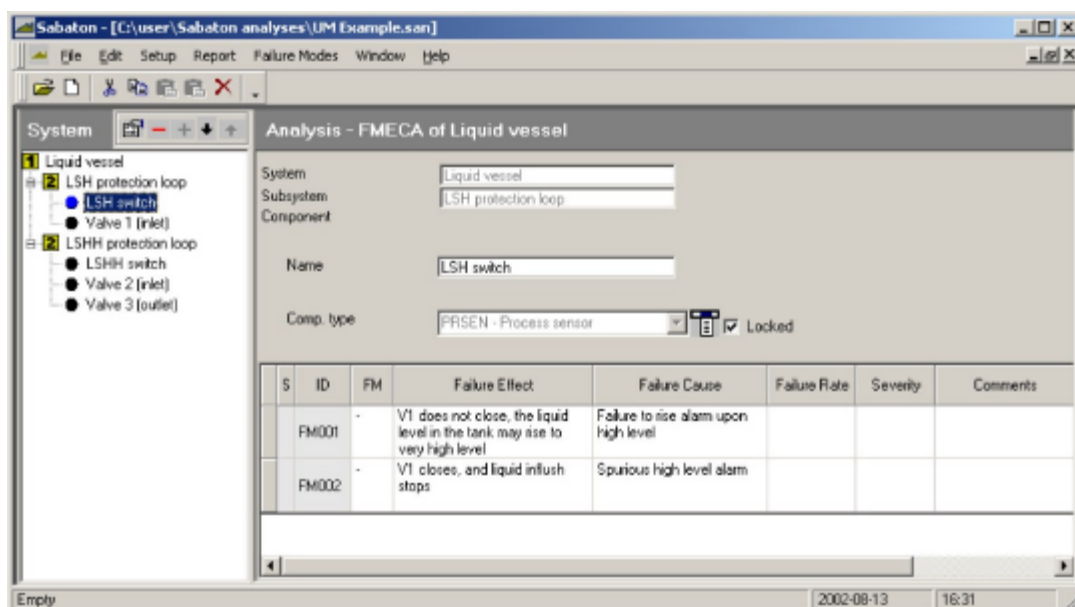 Sabaton - [C:\user\Sabaton analyses\UM Example.san]
File Edit Setup Report Failure Modes Window Help
System
Analysis - FMECA of Liquid vessel
1 Liquid vessel
2 LSH protection loop
LSH switch
Valve 1 (inlet)
2 LSHH protection loop
LSHH switch
Valve 2 (inlet)
Valve 3 (outlet)
System Liquid vessel
Subsystem LSH protection loop
Component
Name LSH switch
Comp. type PRSEN - Process sensor Locked
S ID FM Failure Effect Failure Cause Failure Rate Severity Comments
FM001 - V1 does not close, the liquid level in the tank may rise to very high level Failure to rise alarm upon high level
FM002 - V1 closes, and liquid inflush stops Spurious high level alarm
Empty 2002-08-13 16:31